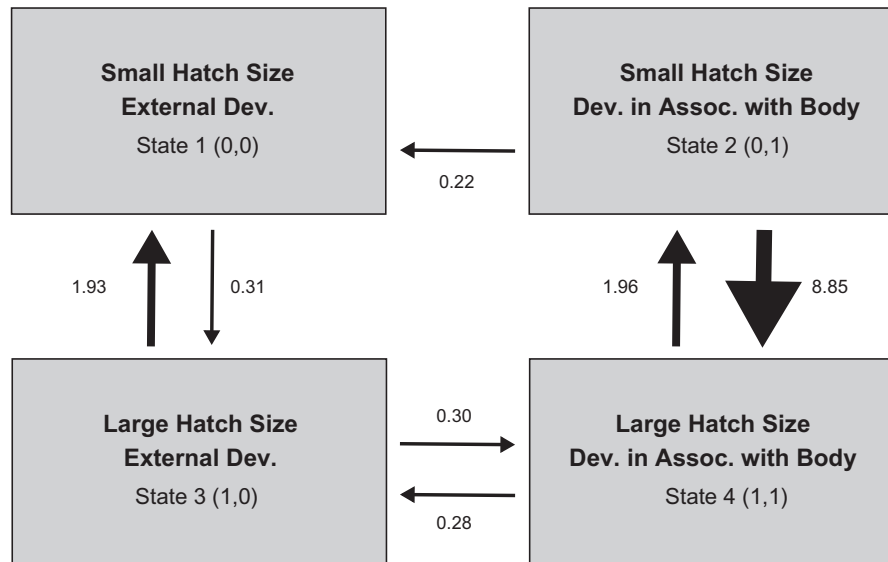 Small Hatch Size
External Dev.
State 1 (0,0)
Small Hatch Size
Dev. in Assoc. with Body
State 2 (0,1)
0.22
1.93
0.31
1.96
8.85
Large Hatch Size
External Dev.
State 3 (1,0)
0.30
0.28
Large Hatch Size
Dev. in Assoc. with Body
State 4 (1,1)